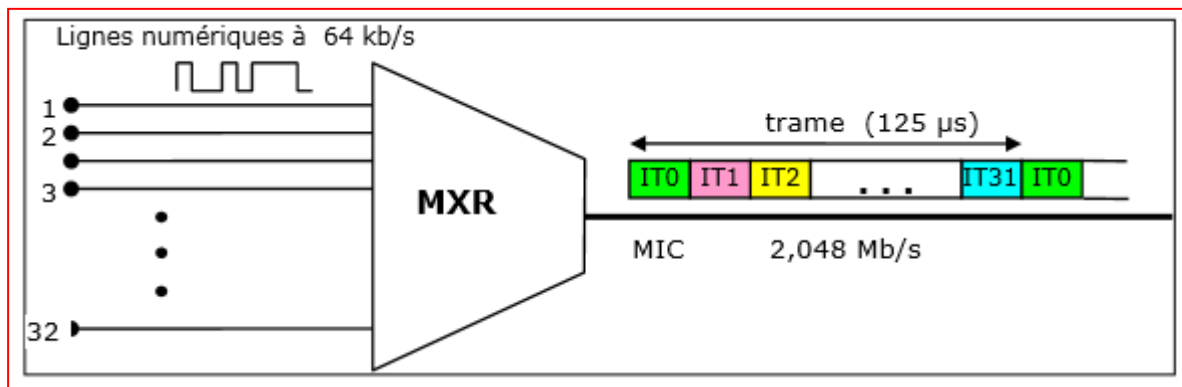 Lignes numériques à 64 kb/s
1
2
3
32
MXR
trame (125 µs)
IT0 IT1 IT2 ... IT31 IT0
MIC 2,048 Mb/s